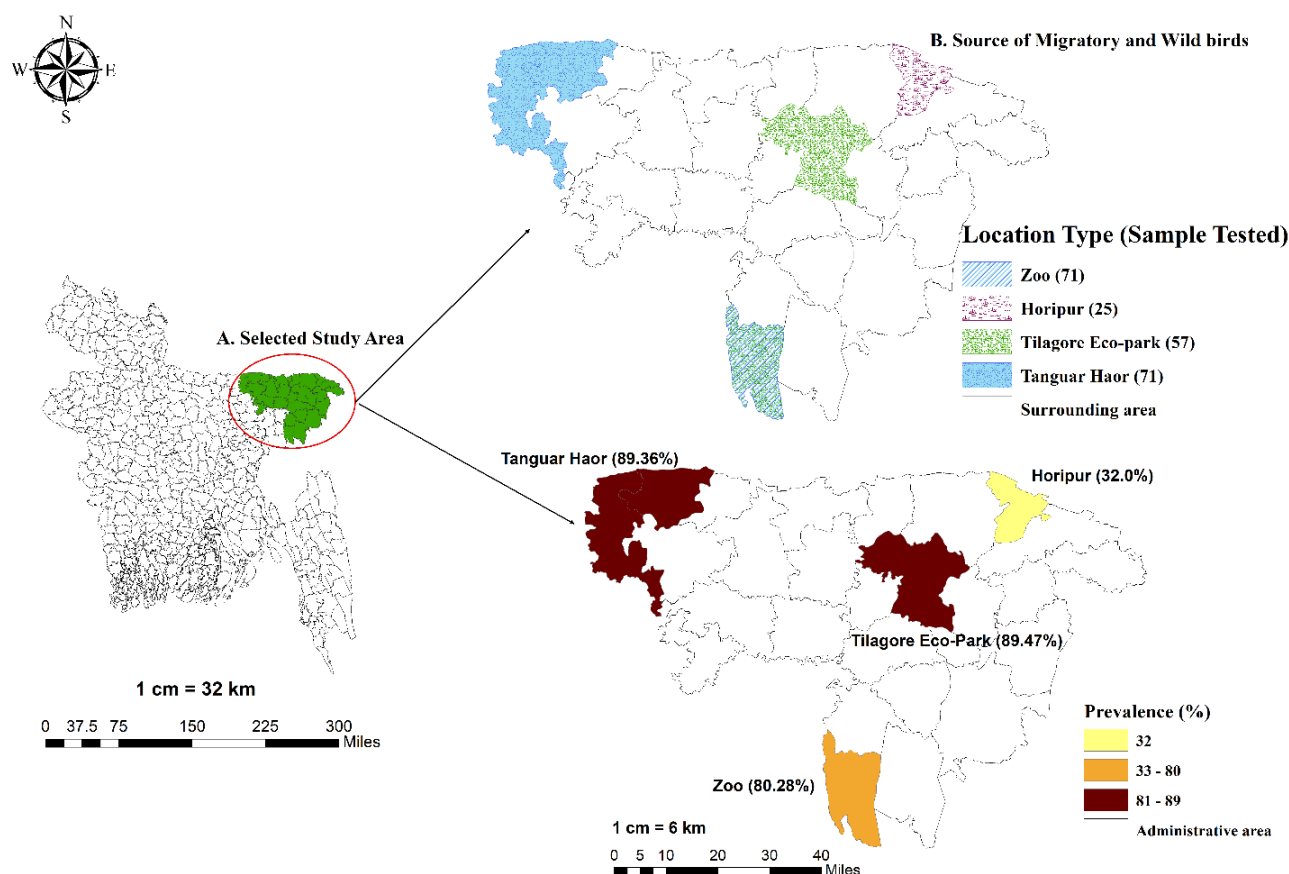 N
W
E
S
B. Source of Migratory and Wild birds
Location Type (Sample Tested)
Zoo (71)
Horipur (25)
Tilagore Eco-park (57)
Tanguar Haor (71)
Surrounding area
A. Selected Study Area
1 cm = 32 km
0 37.5 75 150 225 300
Miles
Tanguar Haor (89.36%)
Horipur (32.0%)
Tilagore Eco-Park (89.47%)
Zoo (80.28%)
Prevalence (%)
32
33 - 80
81 - 89
Administrative area
1 cm = 6 km
0 5 10 20 30 40
Miles